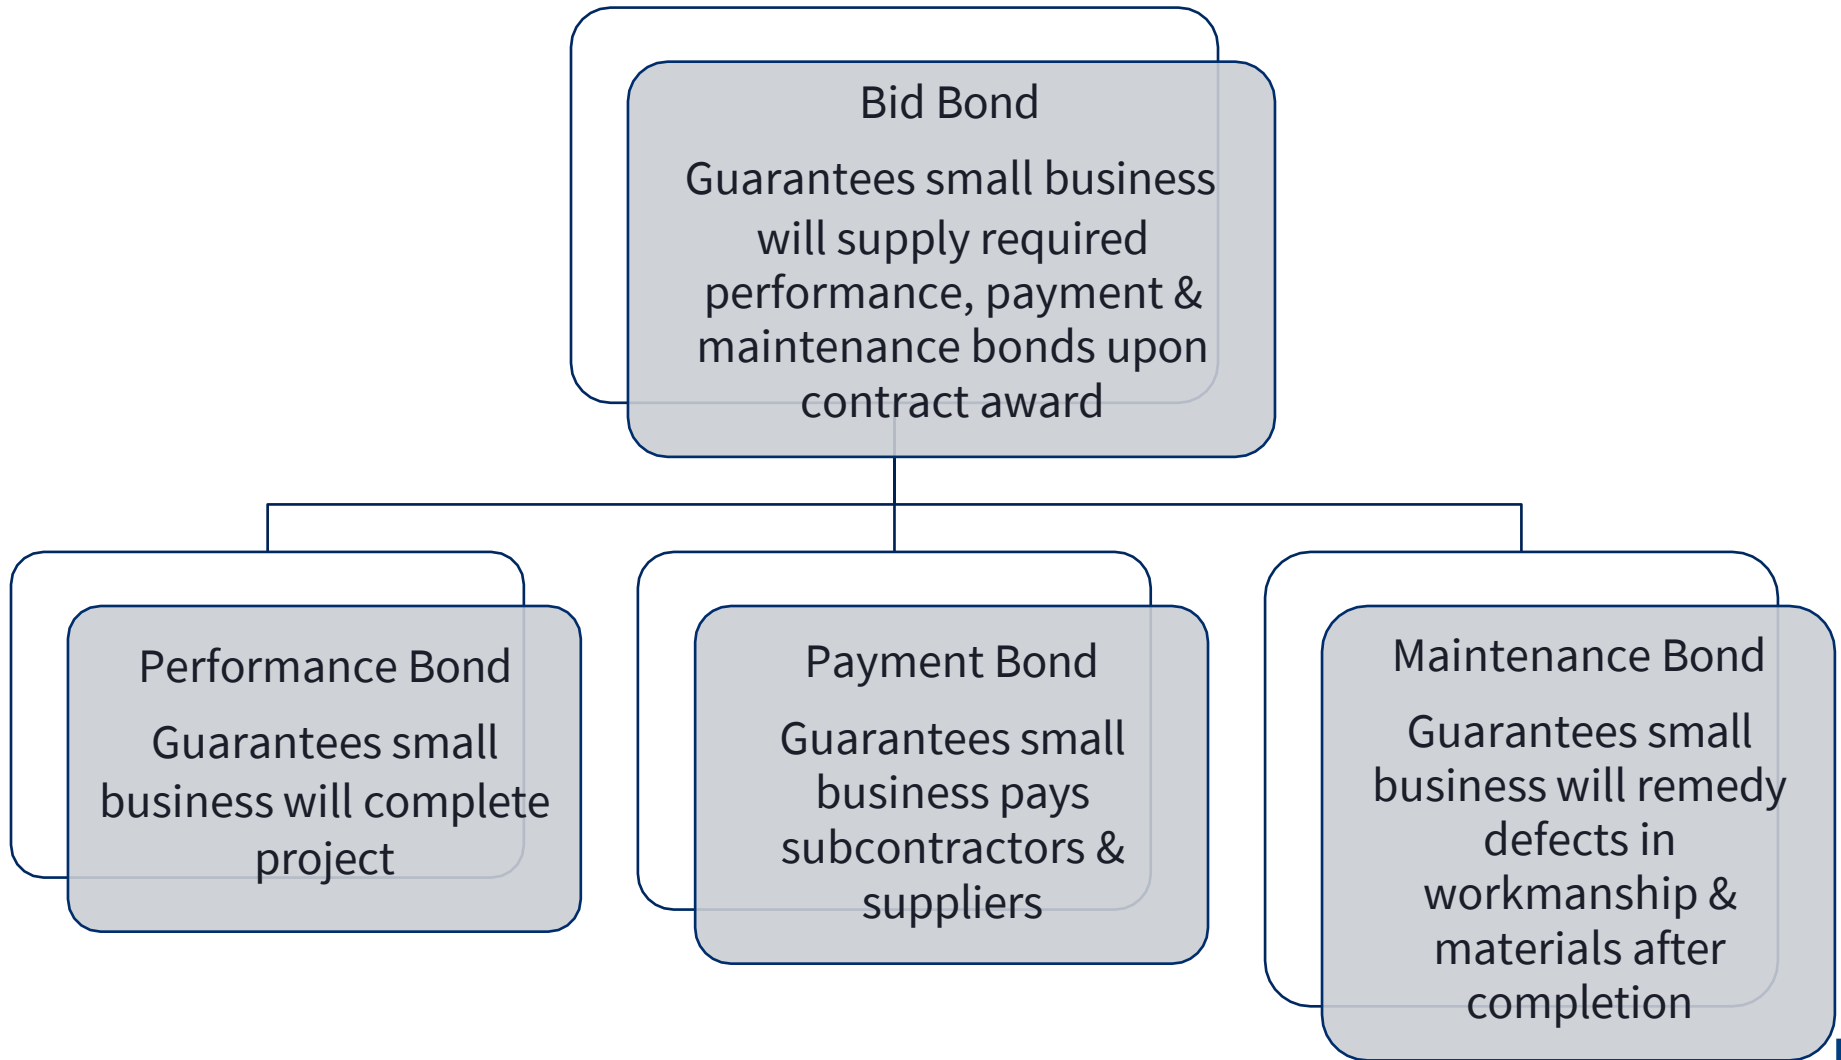 Bid Bond
Guarantees small business
will supply required
performance, payment &
maintenance bonds upon
contract award
Performance Bond
Guarantees small
business will complete
project
Payment Bond
Guarantees small
business pays
subcontractors &
suppliers
Maintenance Bond
Guarantees small
business will remedy
defects in
workmanship &
materials after
completion